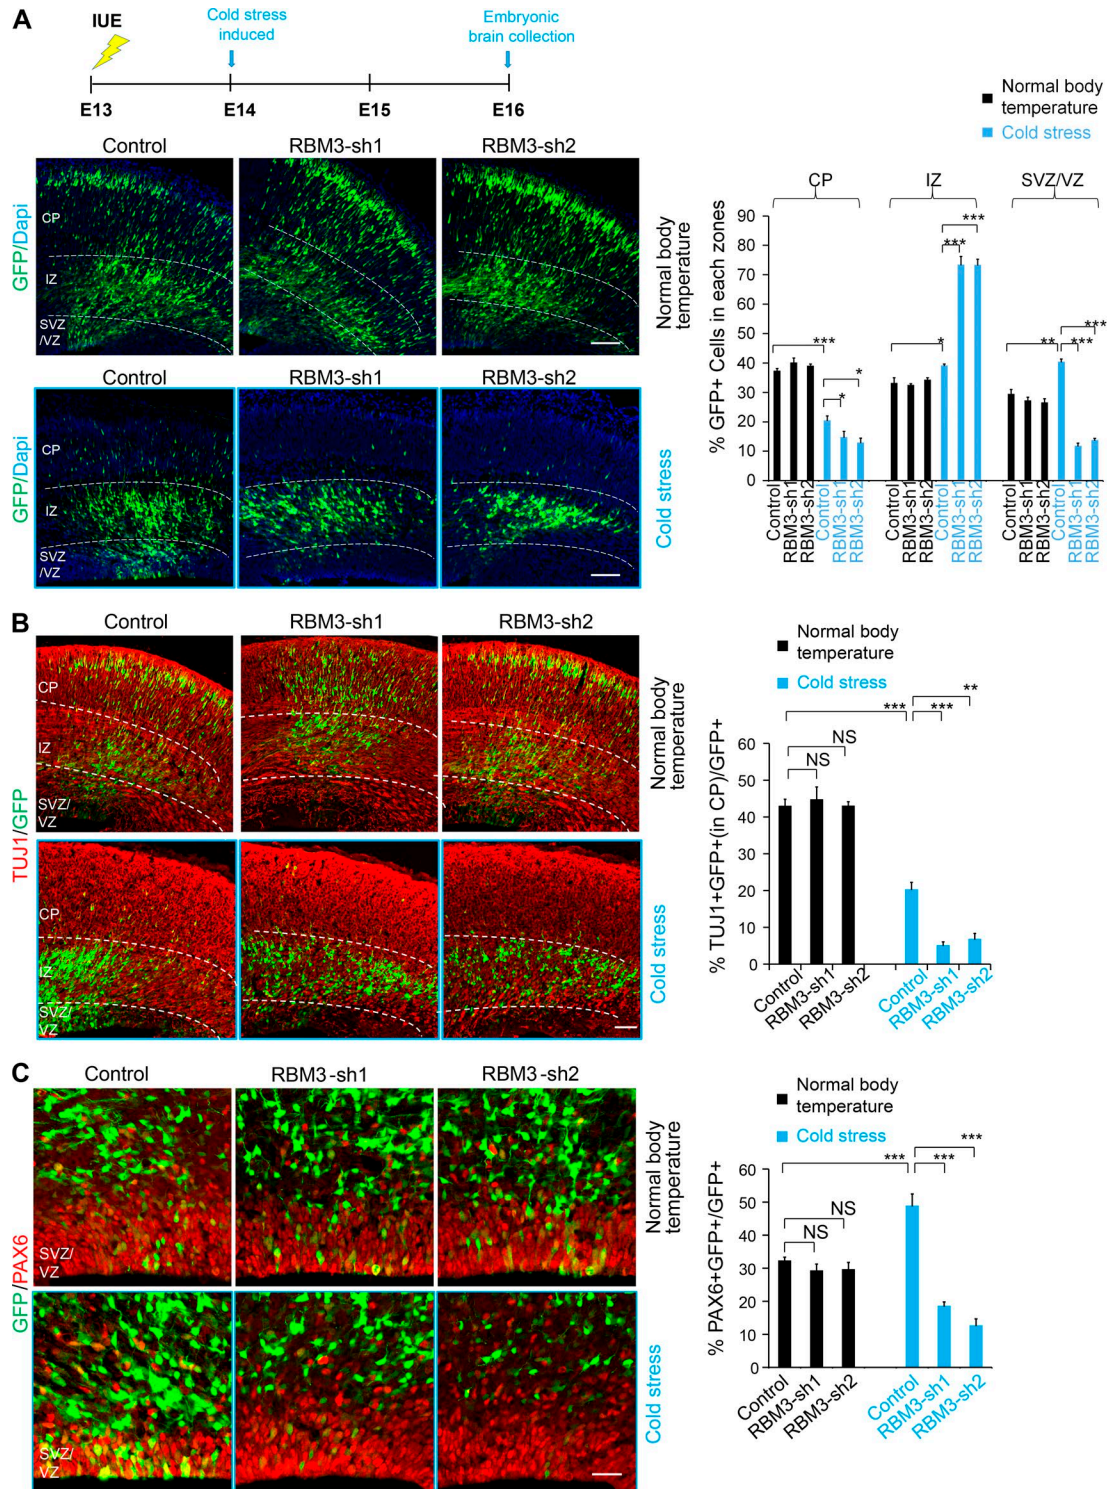 A
IUE
Cold stress
induced
Embryonic
brain collection
E13
E14
E15
E16
Control
RBM3-sh1
RBM3-sh2
GFP/Dapi
CP
IZ
SVZ
/VZ
Normal body
temperature
Control
RBM3-sh1
RBM3-sh2
GFP/Dapi
CP
IZ
SVZ
/VZ
Cold stress
Normal body
temperature
Cold stress
CP
IZ
SVZ/VZ
% GFP+ Cells in each zones
90
80
70
60
50
40
30
20
10
0
***
*
*
*
***
***
**
***
***
Control
RBM3-sh1
RBM3-sh2
Control
RBM3-sh1
RBM3-sh2
Control
RBM3-sh1
RBM3-sh2
Control
RBM3-sh1
RBM3-sh2
Control
RBM3-sh1
RBM3-sh2
Control
RBM3-sh1
RBM3-sh2
B
Control
RBM3-sh1
RBM3-sh2
TUJ1/GFP
CP
IZ
SVZ/
VZ
Normal body
temperature
CP
IZ
SVZ/
VZ
Cold stress
Normal body
temperature
Cold stress
% TUJ1+GFP+(in CP)/GFP+
60
50
40
30
20
10
0
NS
NS
***
***
**
Control
RBM3-sh1
RBM3-sh2
Control
RBM3-sh1
RBM3-sh2
C
Control
RBM3-sh1
RBM3-sh2
GFP/PAX6
SVZ/
VZ
Normal body
temperature
SVZ/
VZ
Cold stress
Normal body
temperature
Cold stress
% PAX6+GFP+/GFP+
60
50
40
30
20
10
0
NS
NS
***
***
***
Control
RBM3-sh1
RBM3-sh2
Control
RBM3-sh1
RBM3-sh2